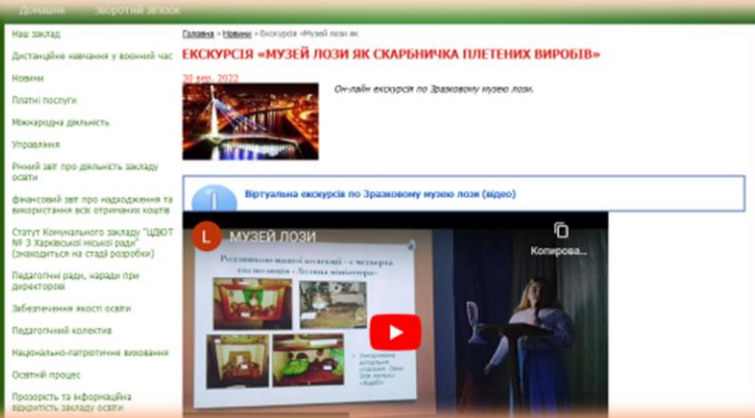 Домашня Зворотній зв'язок
Наш заклад
Дистанційне навчання у воєнний час
Новини
Платні послуги
Міжнародна діяльність
Управління
Річний звіт про діяльність закладу
освіти
фінансовий звіт про надходження та
використання всіх отриманих коштів
Статут Комунального закладу "ЦДЮТ
№ 3 Харківської міської ради"
(знаходиться на стадії розробки)
Педагогічні ради, наради при
директорові
Забезпечення якості освіти
Педагогічний колектив
Національно-патріотичне виховання
Освітній процес
Прозорість та інформаційна
відкритість закладу освіти
Головна > Новини > Екскурсія «Музей лози як
ЕКСКУРСІЯ «МУЗЕЙ ЛОЗИ ЯК СКАРБНИЧКА ПЛЕТЕНИХ ВИРОБІВ»
30 вер, 2022
Он-лайн екскурсія по Зразковому музею лози.
Віртуальна екскурсія по Зразковому музею лози (відео)
L МУЗЕЙ ЛОЗИ
Копирова...
Родзинкою нашої колекції - є четверта
експозиція «Лозяна мініатюра»